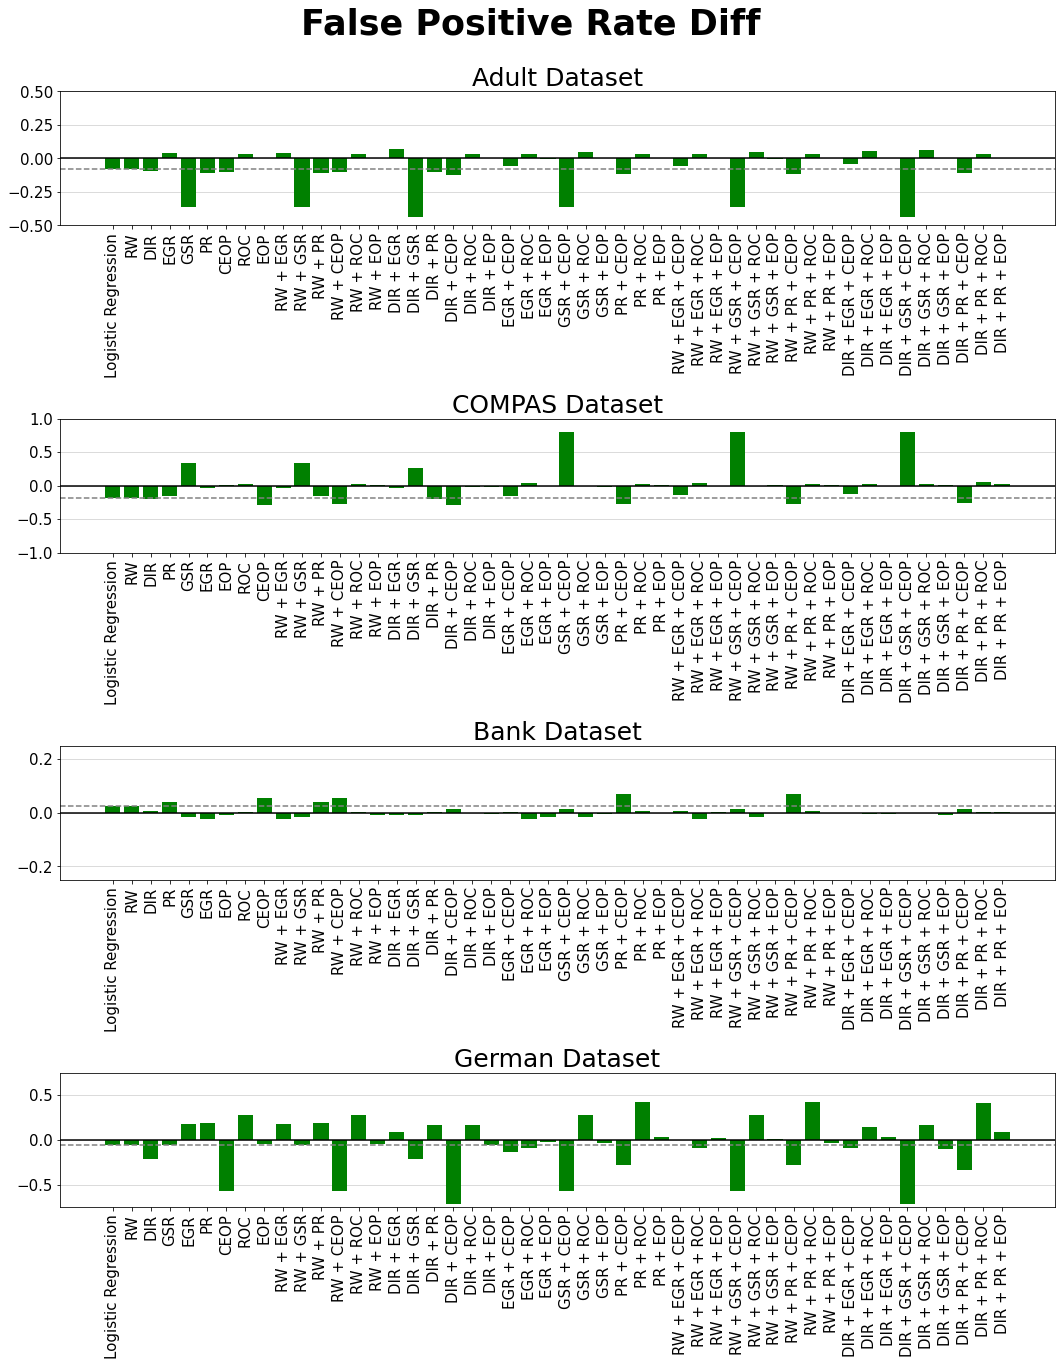 False Positive Rate Diff
Adult Dataset
0.50
0.25
0.00
−0.25
−0.50
Logistic Regression
RW
DIR
EGR
GSR
PR
CEOP
ROC
EOP
RW + EGR
RW + GSR
RW + PR
RW + CEOP
RW + ROC
RW + EOP
DIR + EGR
DIR + GSR
DIR + PR
DIR + CEOP
DIR + ROC
DIR + EOP
EGR + CEOP
EGR + ROC
EGR + EOP
GSR + CEOP
GSR + ROC
GSR + EOP
PR + CEOP
PR + ROC
PR + EOP
RW + EGR + CEOP
RW + EGR + ROC
RW + EGR + EOP
RW + GSR + CEOP
RW + GSR + ROC
RW + GSR + EOP
RW + PR + CEOP
RW + PR + ROC
RW + PR + EOP
DIR + EGR + CEOP
DIR + EGR + ROC
DIR + EGR + EOP
DIR + GSR + CEOP
DIR + GSR + ROC
DIR + GSR + EOP
DIR + PR + CEOP
DIR + PR + ROC
DIR + PR + EOP
COMPAS Dataset
1.0
0.5
0.0
−0.5
−1.0
Logistic Regression
RW
DIR
PR
GSR
EGR
EOP
ROC
CEOP
RW + EGR
RW + GSR
RW + PR
RW + CEOP
RW + ROC
RW + EOP
DIR + EGR
DIR + GSR
DIR + PR
DIR + CEOP
DIR + ROC
DIR + EOP
EGR + CEOP
EGR + ROC
EGR + EOP
GSR + CEOP
GSR + ROC
GSR + EOP
PR + CEOP
PR + ROC
PR + EOP
RW + EGR + CEOP
RW + EGR + ROC
RW + EGR + EOP
RW + GSR + CEOP
RW + GSR + ROC
RW + GSR + EOP
RW + PR + CEOP
RW + PR + ROC
RW + PR + EOP
DIR + EGR + CEOP
DIR + EGR + ROC
DIR + EGR + EOP
DIR + GSR + CEOP
DIR + GSR + ROC
DIR + GSR + EOP
DIR + PR + CEOP
DIR + PR + ROC
DIR + PR + EOP
Bank Dataset
0.2
0.0
−0.2
Logistic Regression
RW
DIR
PR
GSR
EGR
EOP
ROC
CEOP
RW + EGR
RW + GSR
RW + PR
RW + CEOP
RW + ROC
RW + EOP
DIR + EGR
DIR + GSR
DIR + PR
DIR + CEOP
DIR + ROC
DIR + EOP
EGR + CEOP
EGR + ROC
EGR + EOP
GSR + CEOP
GSR + ROC
GSR + EOP
PR + CEOP
PR + ROC
PR + EOP
RW + EGR + CEOP
RW + EGR + ROC
RW + EGR + EOP
RW + GSR + CEOP
RW + GSR + ROC
RW + GSR + EOP
RW + PR + CEOP
RW + PR + ROC
RW + PR + EOP
DIR + EGR + CEOP
DIR + EGR + ROC
DIR + EGR + EOP
DIR + GSR + CEOP
DIR + GSR + ROC
DIR + GSR + EOP
DIR + PR + CEOP
DIR + PR + ROC
DIR + PR + EOP
German Dataset
0.5
0.0
−0.5
Logistic Regression
RW
DIR
GSR
EGR
PR
CEOP
ROC
EOP
RW + EGR
RW + GSR
RW + PR
RW + CEOP
RW + ROC
RW + EOP
DIR + EGR
DIR + GSR
DIR + PR
DIR + CEOP
DIR + ROC
DIR + EOP
EGR + CEOP
EGR + ROC
EGR + EOP
GSR + CEOP
GSR + ROC
GSR + EOP
PR + CEOP
PR + ROC
PR + EOP
RW + EGR + CEOP
RW + EGR + ROC
RW + EGR + EOP
RW + GSR + CEOP
RW + GSR + ROC
RW + GSR + EOP
RW + PR + CEOP
RW + PR + ROC
RW + PR + EOP
DIR + EGR + CEOP
DIR + EGR + ROC
DIR + EGR + EOP
DIR + GSR + CEOP
DIR + GSR + ROC
DIR + GSR + EOP
DIR + PR + CEOP
DIR + PR + ROC
DIR + PR + EOP